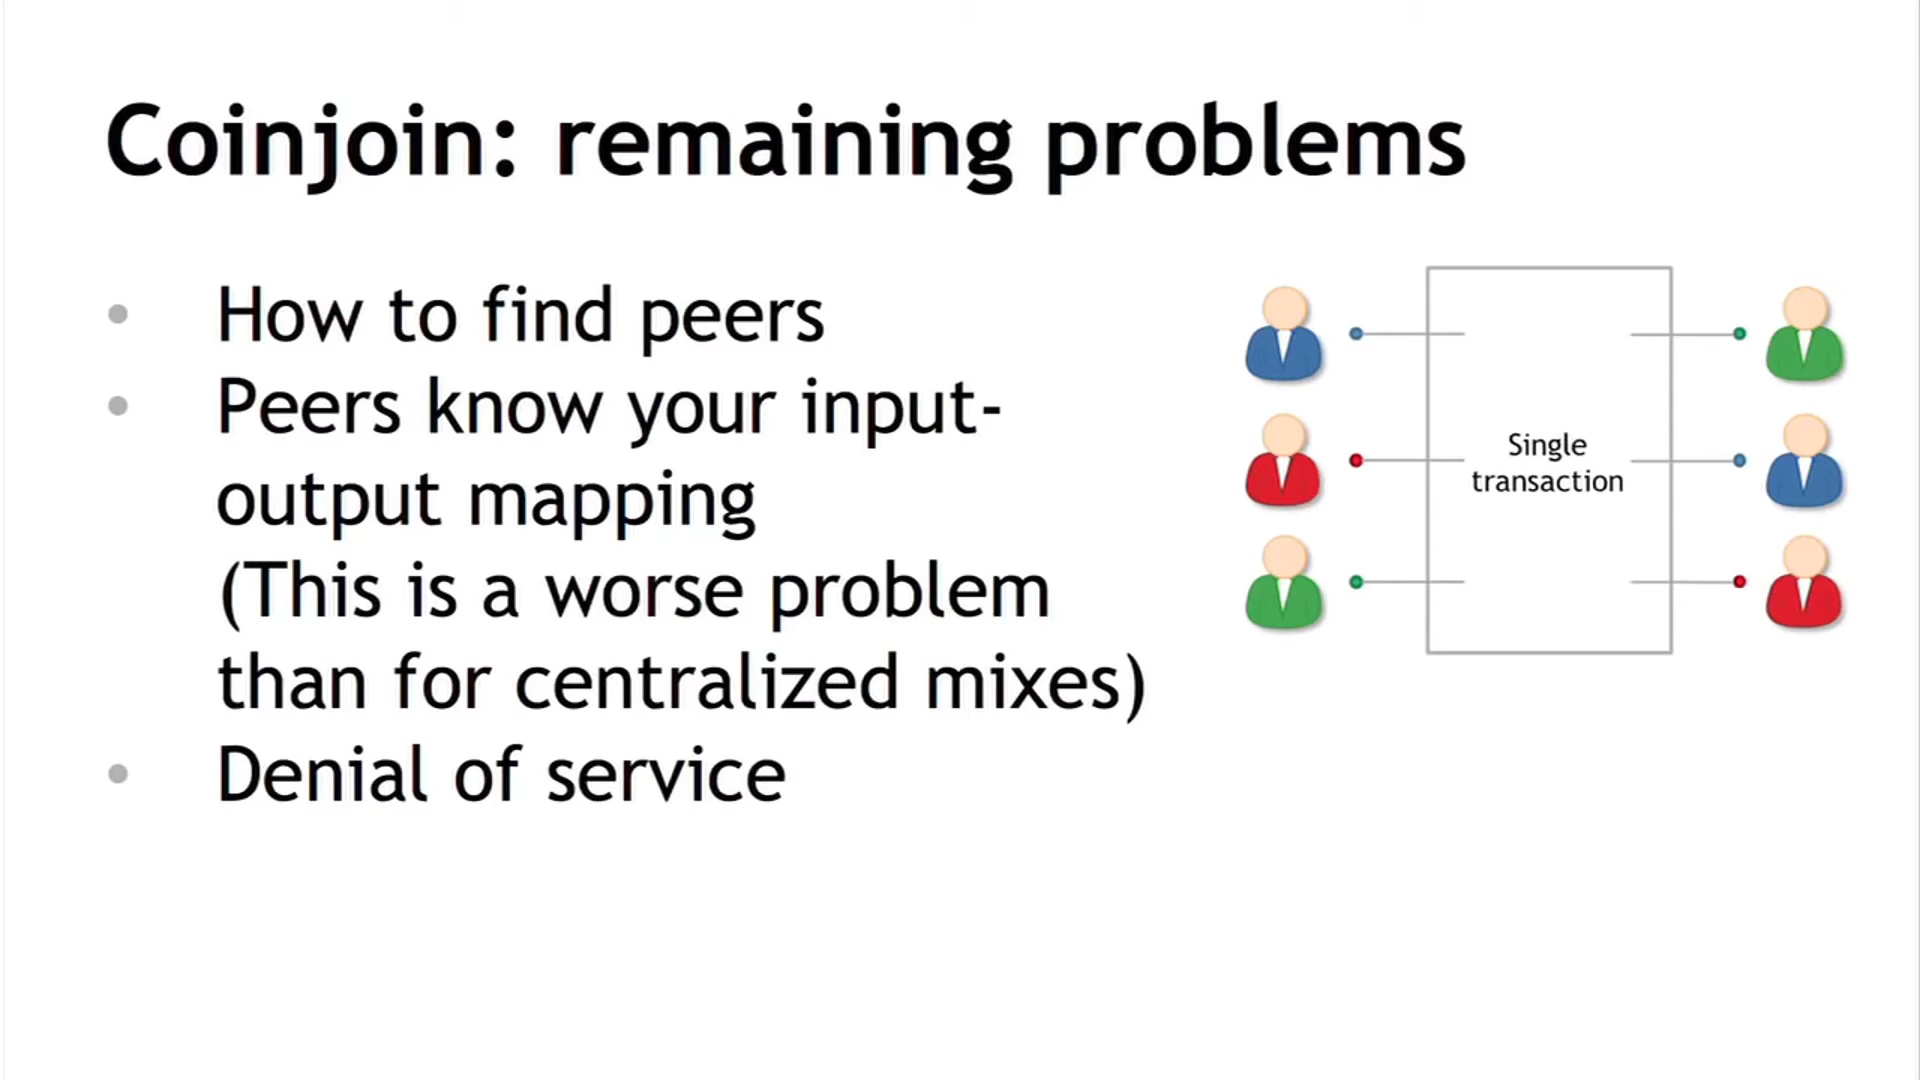 Coinjoin: remaining problems
How to find peers
Peers know your input-
output mapping
(This is a worse problem
than for centralized mixes)
Denial of service
Single
transaction